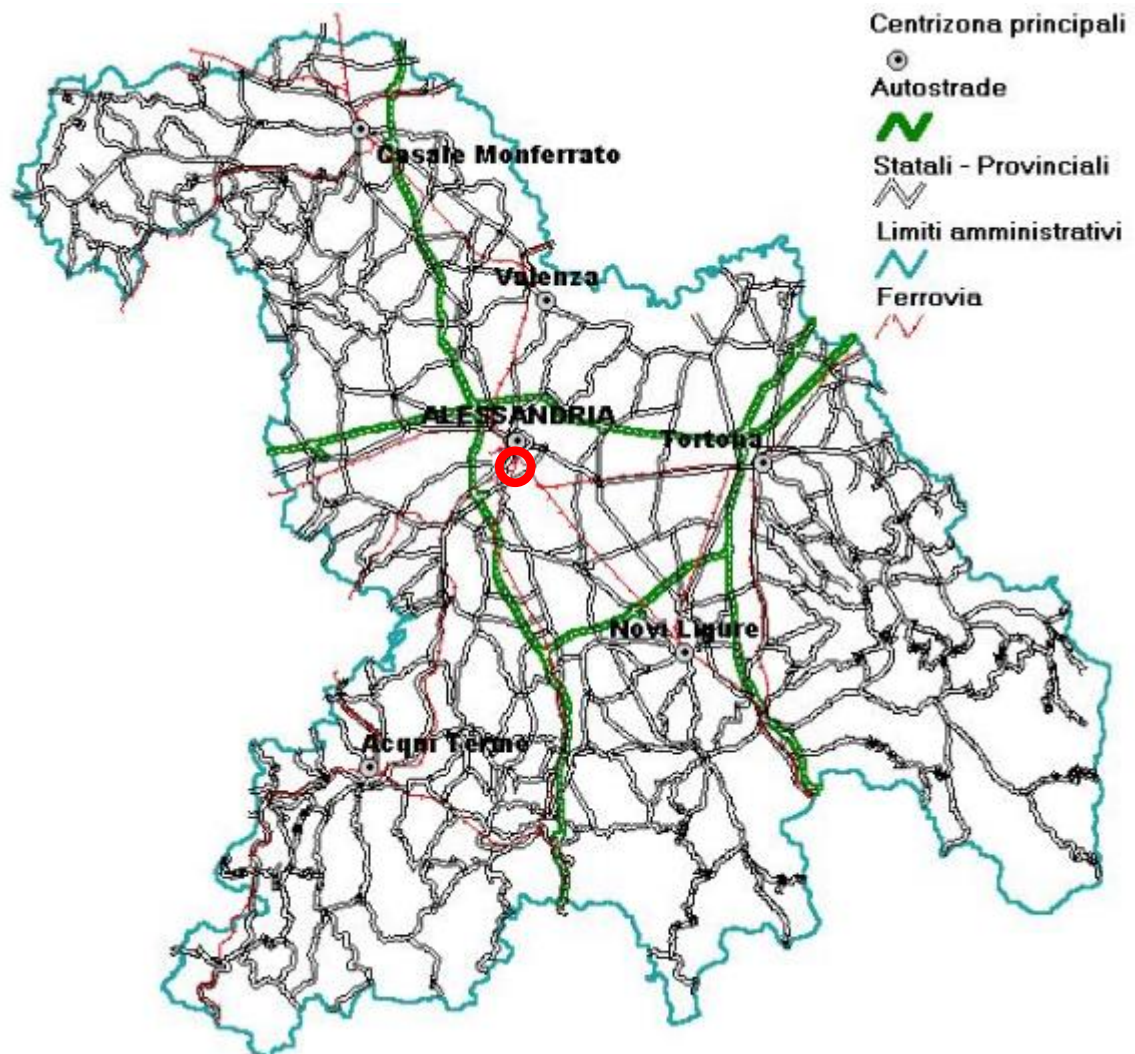 Centrizona principali
Autostrade
Statali - Provinciali
Limiti amministrativi
Ferrovia
Casale Monferrato
Valenza
ALESSANDRIA
Tortona
Novi Ligure
Acqui Terme